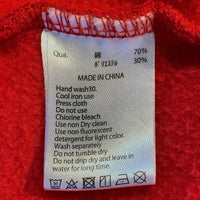 Qua. 綿 70%
ﾎﾟﾘｴｽﾃﾙ 30%
MADE IN CHINA
Hand wash30.
Cool iron use
Press cloth
Do not use
Chlorine bleach
Use non Dry clean
Use non fluorescent
detergent for light color.
Wash separately
Do not tumble dry
Do not drip dry and leave in
water for a long time